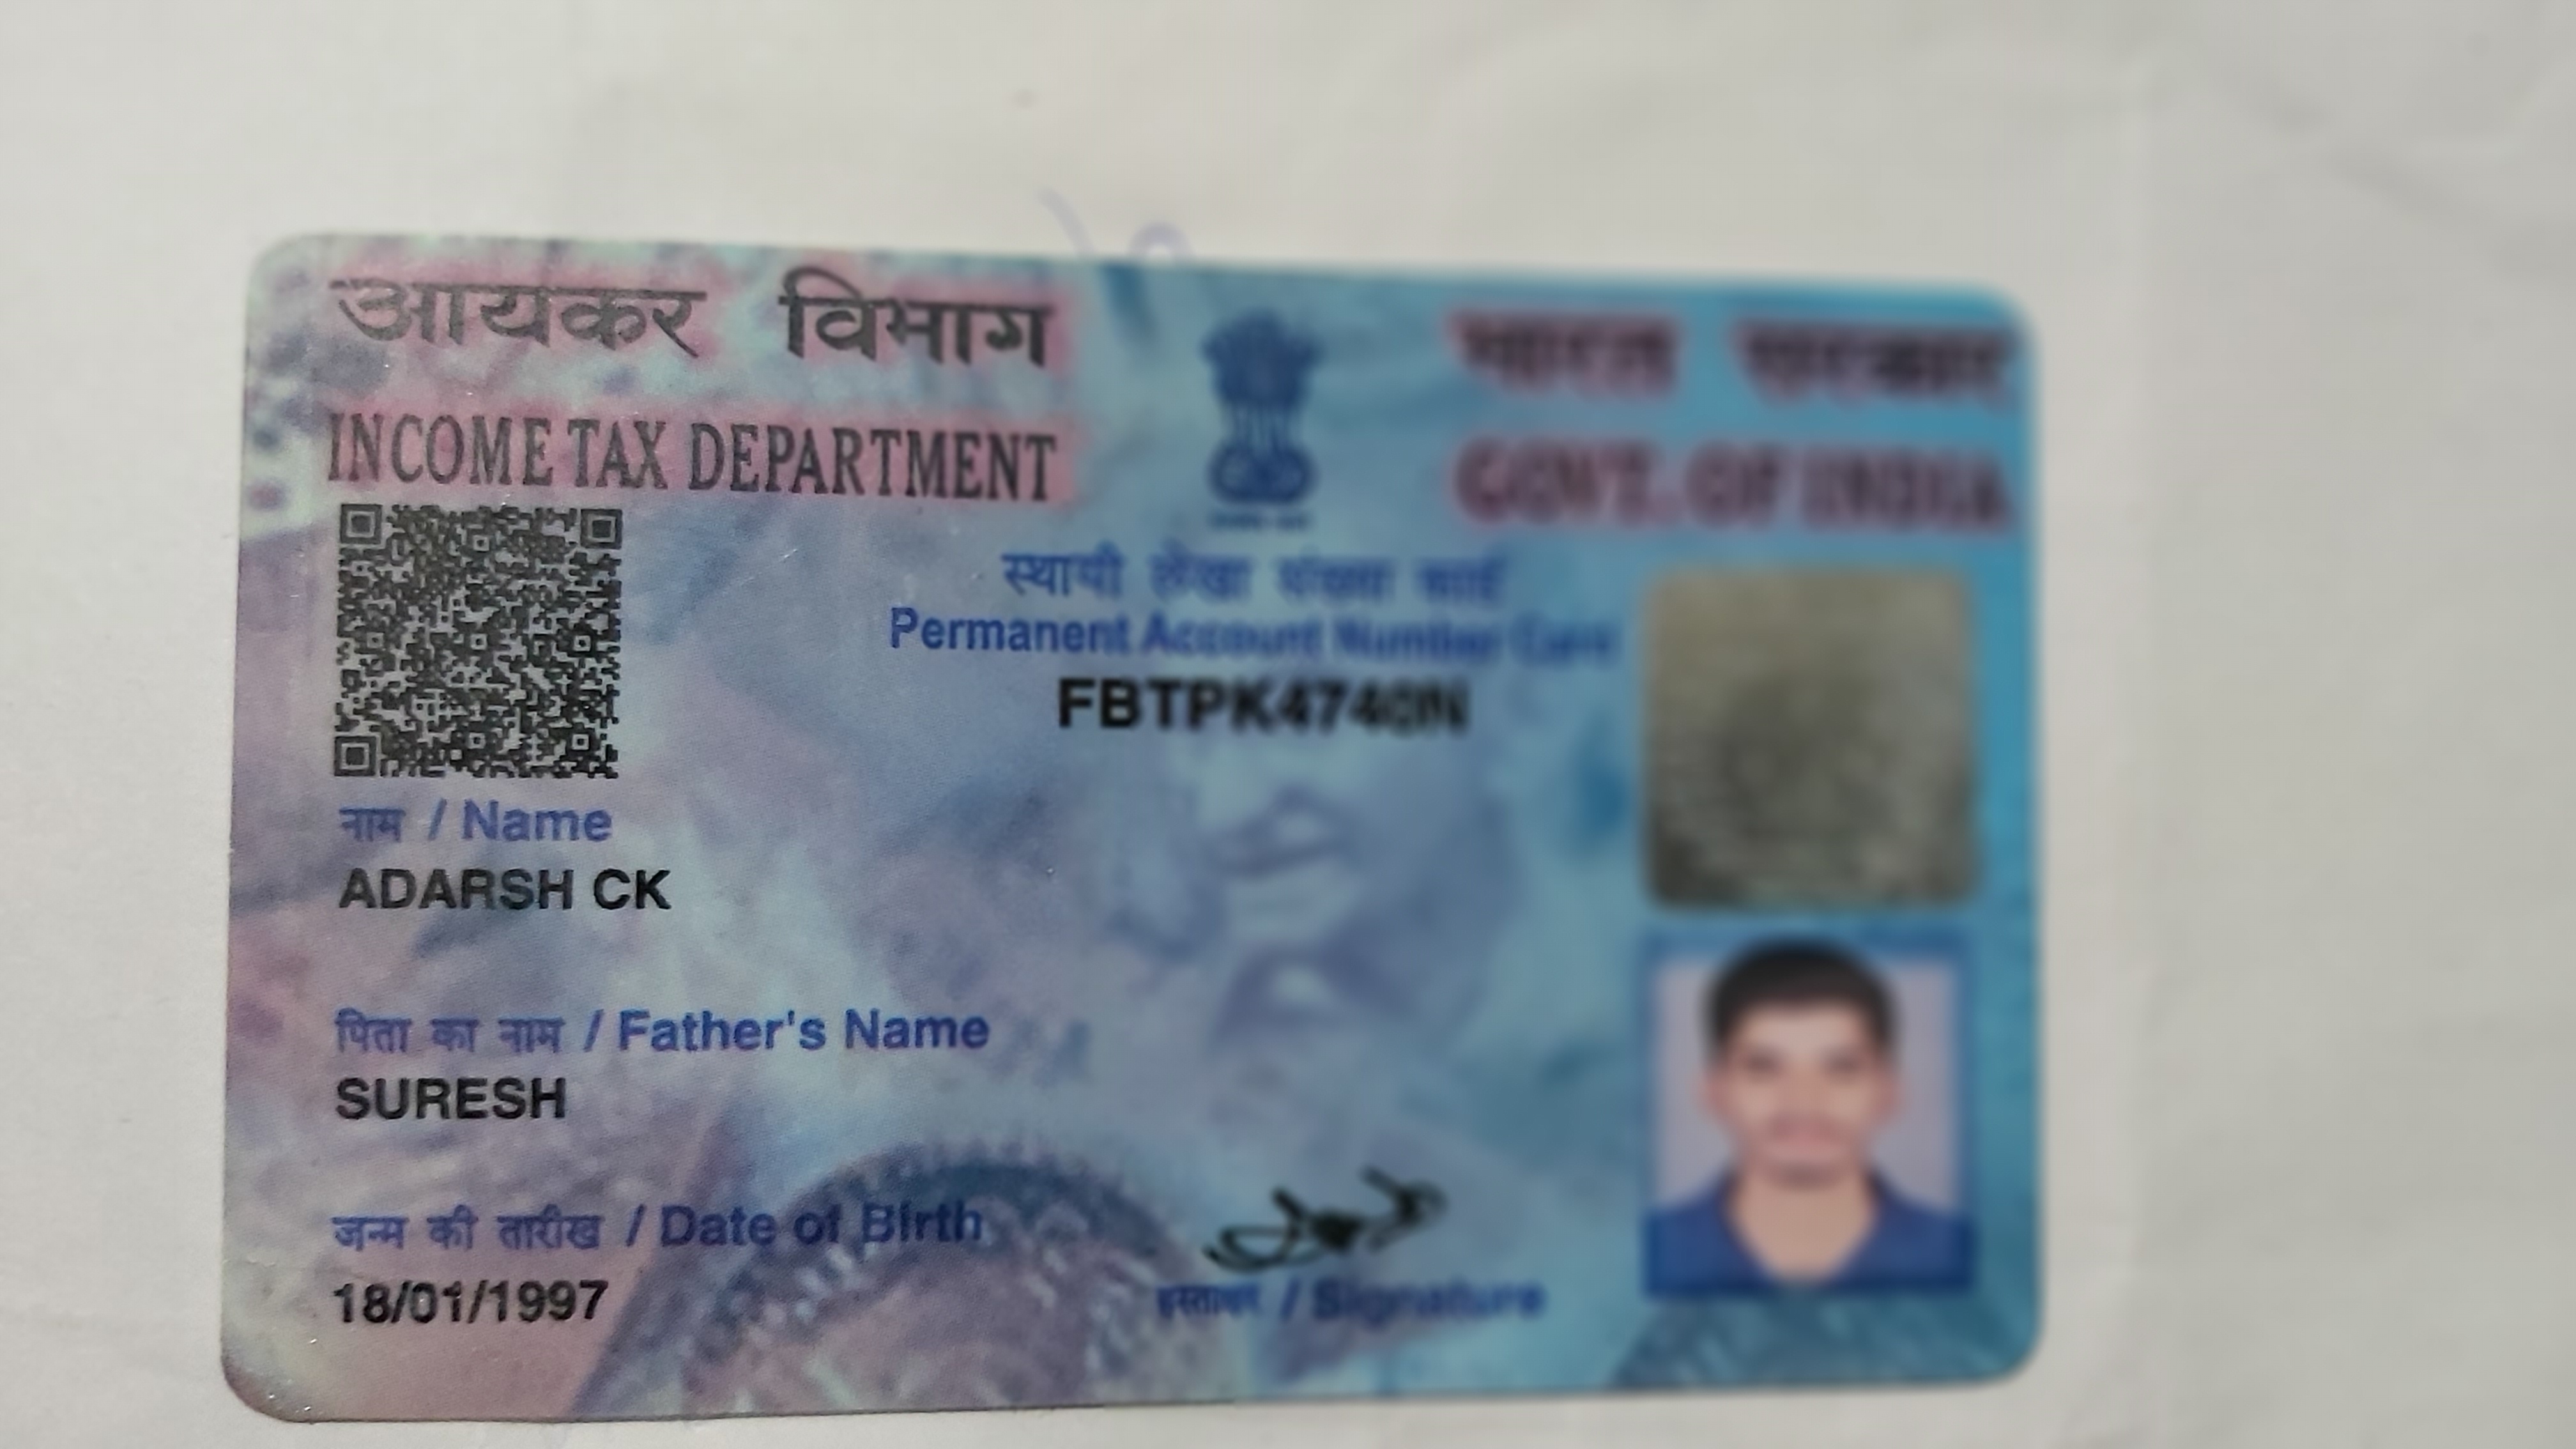 आयकर विभाग
INCOME TAX DEPARTMENT
भारत सरकार
GOVT. OF INDIA
स्थायी लेखा संख्या कार्ड
Permanent Account Number Card
नाम / Name
ADARSH CK
पिता का नाम / Father's Name
SURESH
जन्म की तारीख / Date of Birth
18/01/1997
हस्ताक्षर / Signature